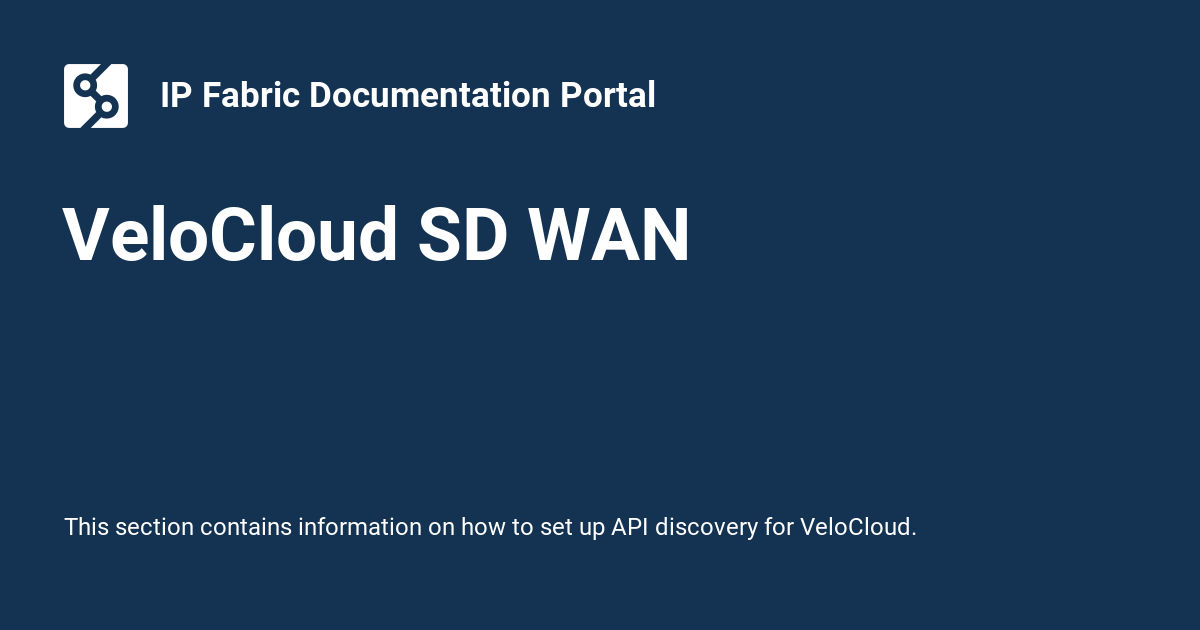 IP Fabric Documentation Portal
VeloCloud SD WAN
This section contains information on how to set up API discovery for VeloCloud.